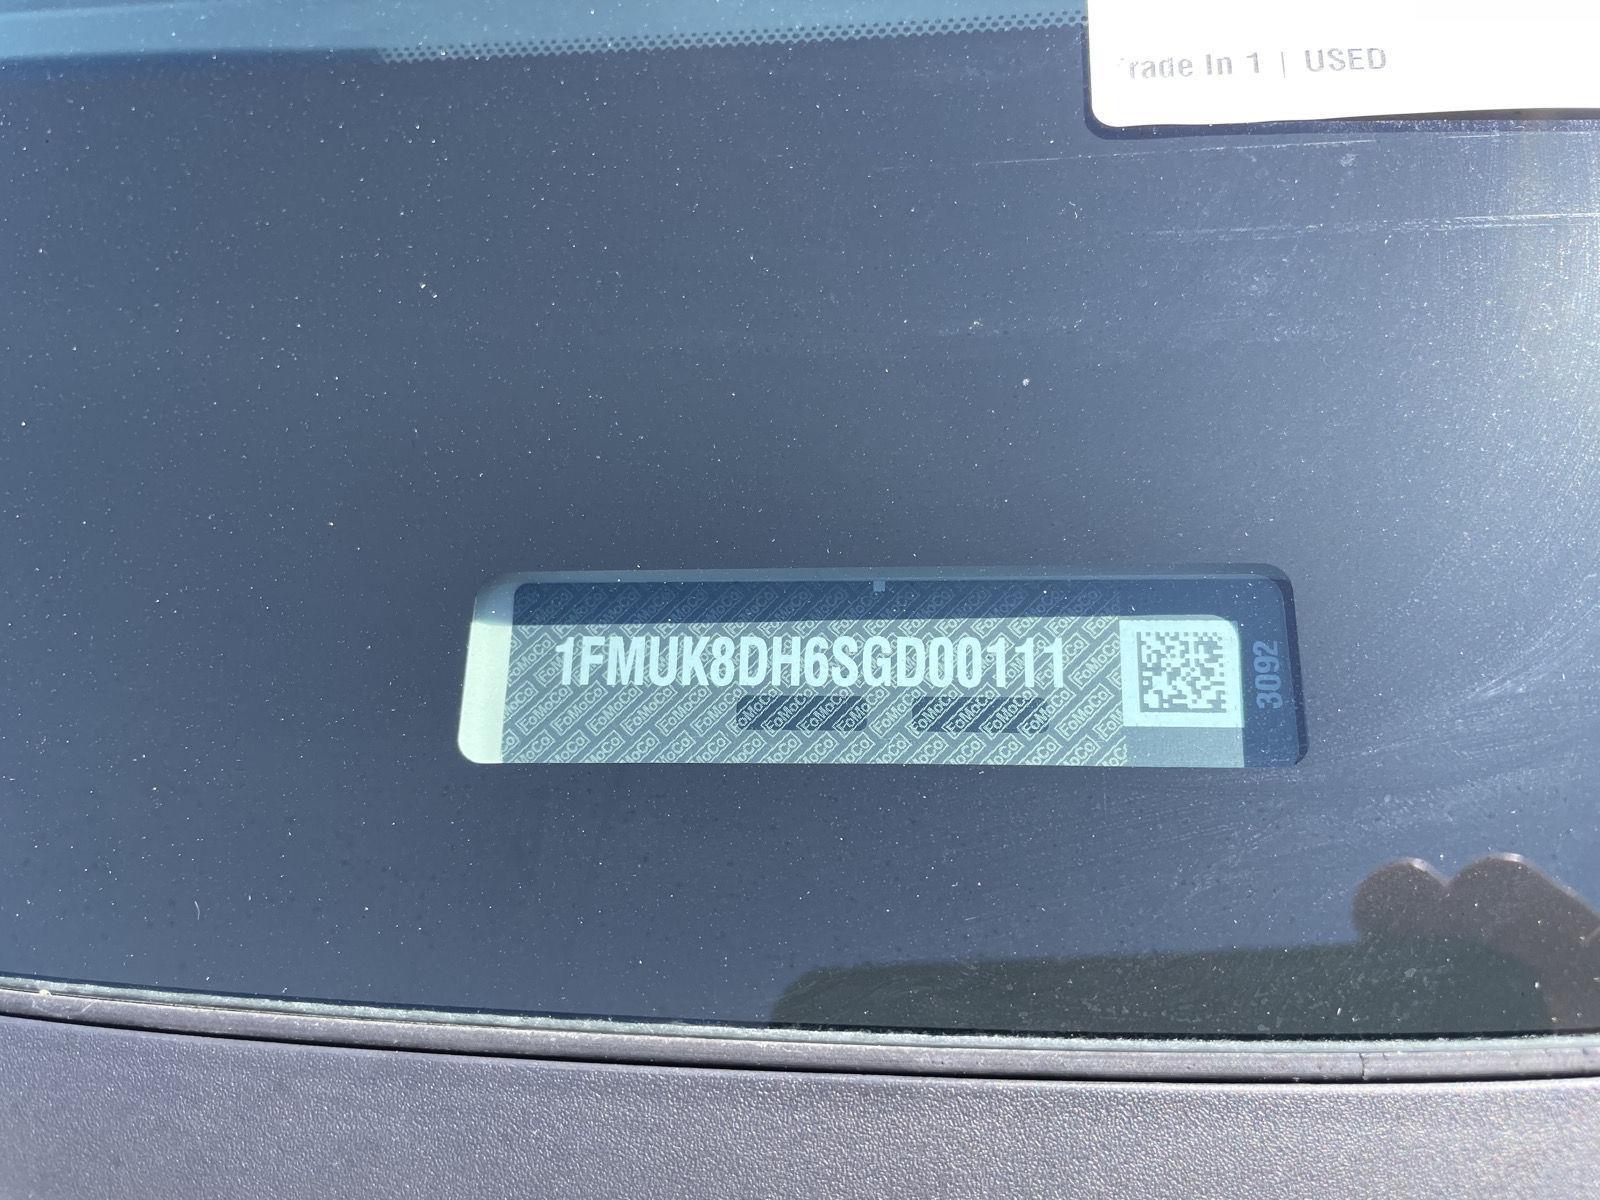 rade In 1 | USED
1FMUK8DH6SGD00111
3092